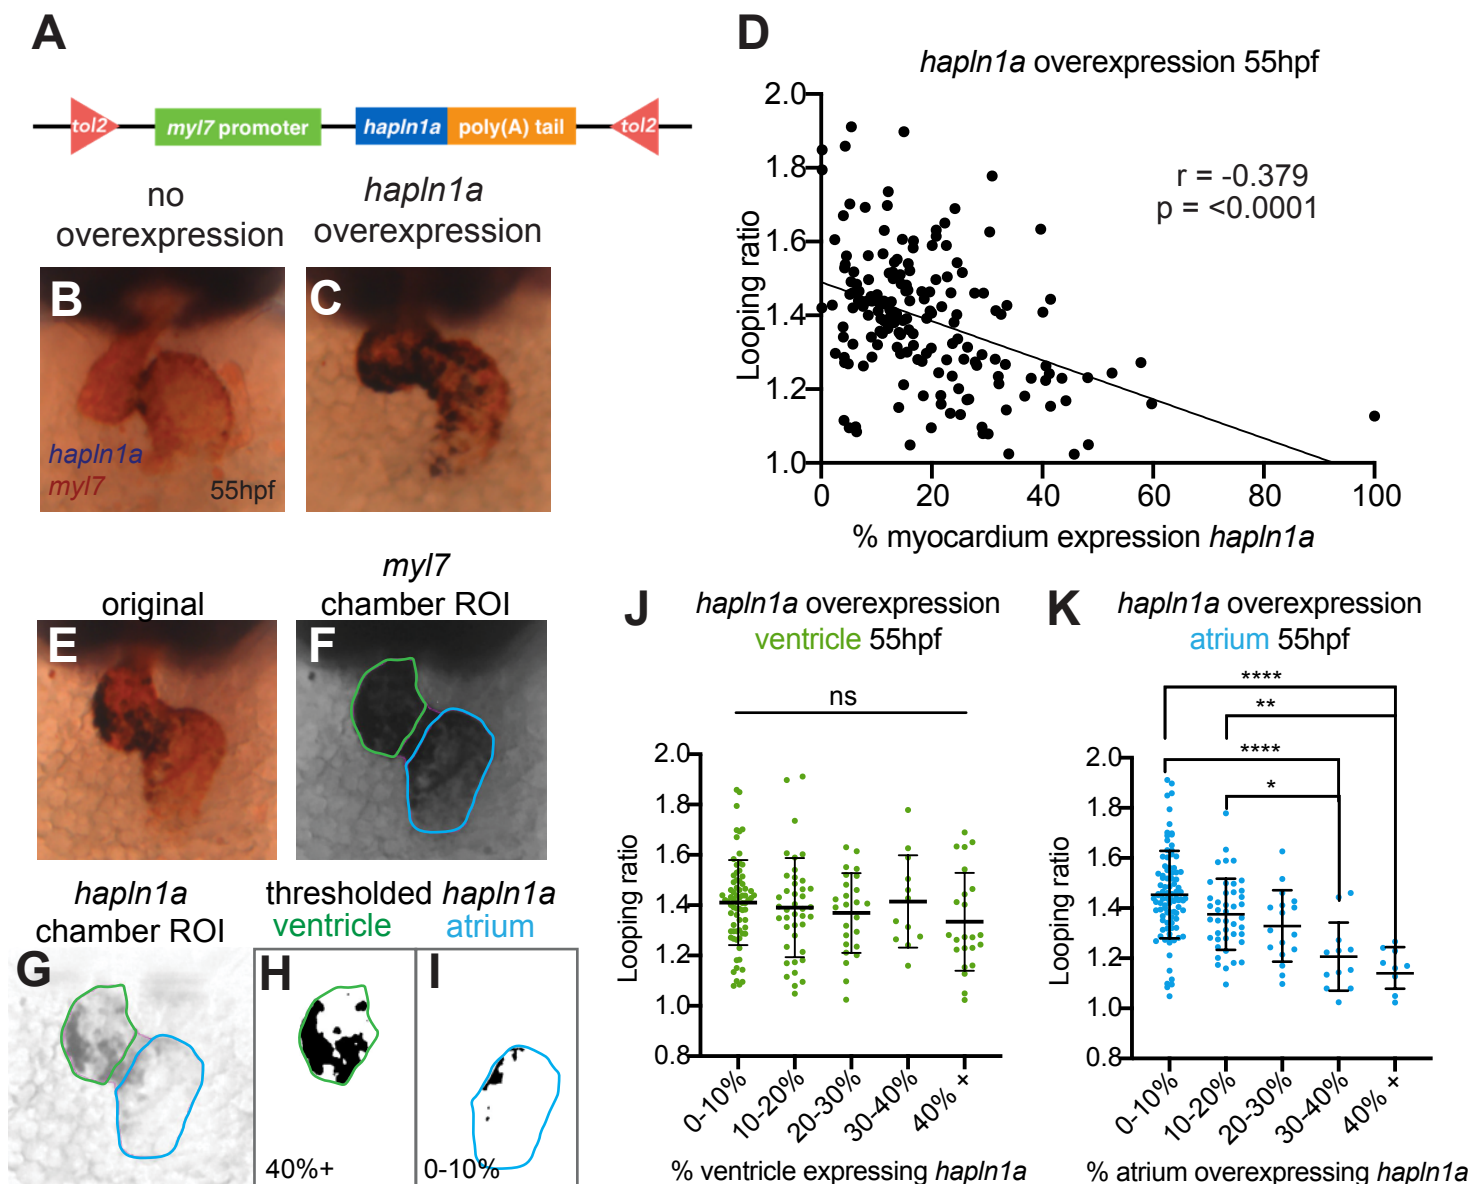 A
tol2
myl7 promoter
hapln1a
poly(A) tail
tol2
no
overexpression
hapln1a
overexpression
B
hapln1a
myl7
55hpf
C
D
hapln1a overexpression 55hpf
r = -0.379
p = <0.0001
Looping ratio
2.0
1.8
1.6
1.4
1.2
1.0
0
20
40
60
80
100
% myocardium expression hapln1a
original
E
myl7
chamber ROI
F
hapln1a
chamber ROI
G
thresholded hapln1a
ventricle
atrium
H
40%+
I
0-10%
J
hapln1a overexpression
ventricle 55hpf
ns
Looping ratio
2.0
1.8
1.6
1.4
1.2
1.0
0.8
0-10%
10-20%
20-30%
30-40%
40% +
% ventricle expressing hapln1a
K
hapln1a overexpression
atrium 55hpf
****
**
****
*
Looping ratio
2.0
1.8
1.6
1.4
1.2
1.0
0.8
0-10%
10-20%
20-30%
30-40%
40% +
% atrium overexpressing hapln1a